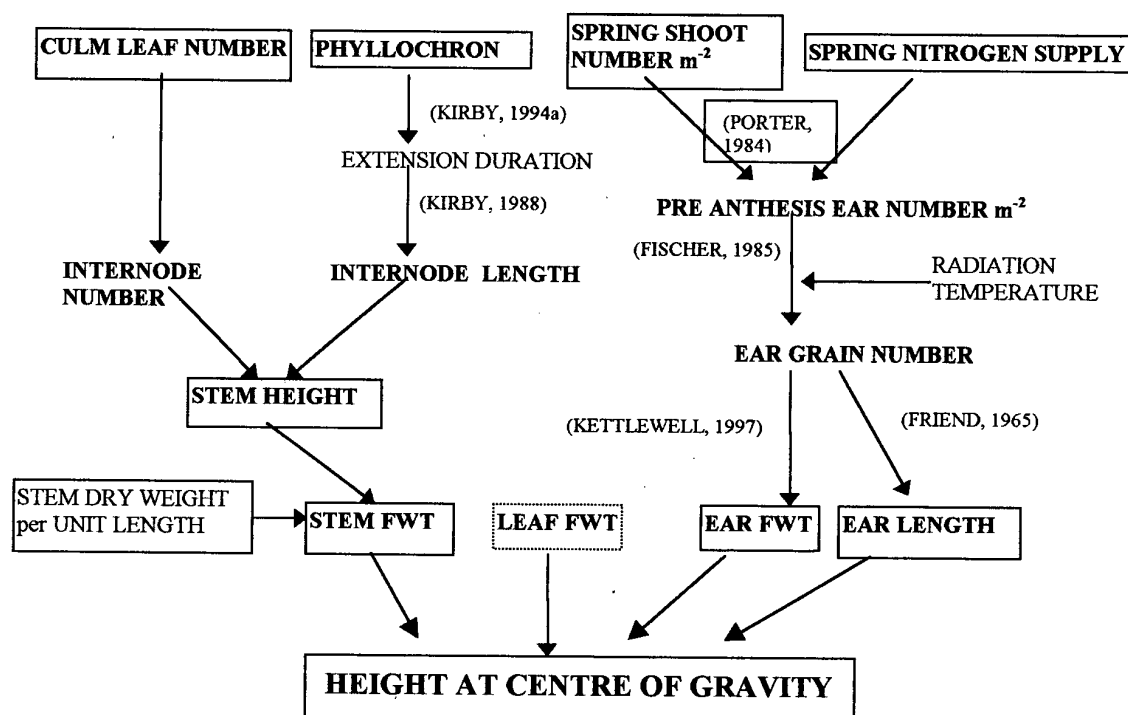 CULM LEAF NUMBER
PHYLLOCHRON
SPRING SHOOT
NUMBER m⁻²
SPRING NITROGEN SUPPLY
(KIRBY, 1994a)
(PORTER,
1984)
EXTENSION DURATION
(KIRBY, 1988)
PRE ANTHESIS EAR NUMBER m⁻²
(FISCHER, 1985)
INTERNODE
NUMBER
INTERNODE LENGTH
RADIATION
TEMPERATURE
EAR GRAIN NUMBER
STEM HEIGHT
(KETTLEWELL, 1997)
(FRIEND, 1965)
STEM DRY WEIGHT
per UNIT LENGTH
STEM FWT
LEAF FWT
EAR FWT
EAR LENGTH
HEIGHT AT CENTRE OF GRAVITY